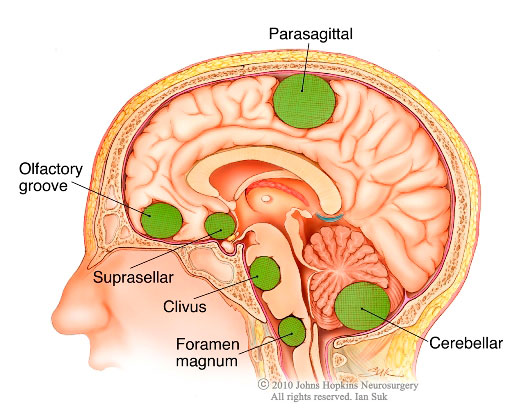 Parasagittal
Olfactory
groove
Suprasellar
Clivus
Foramen
magnum
Cerebellar
© 2010 Johns Hopkins Neurosurgery
All rights reserved. Ian Suk